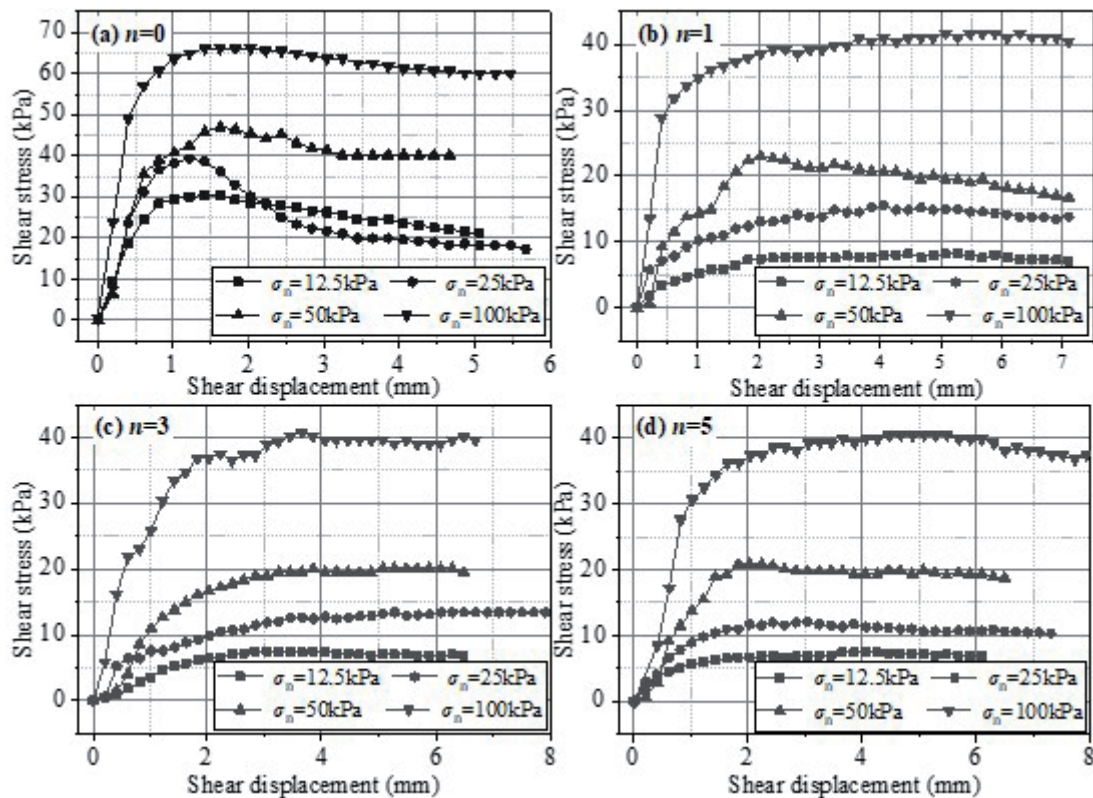 (a) n=0
70
60
50
40
30
20
10
0
Shear stress (kPa)
σn=12.5kPa σn=25kPa
σn=50kPa σn=100kPa
0 1 2 3 4 5 6
Shear displacement (mm)
(b) n=1
40
30
20
10
0
Shear stress (kPa)
σn=12.5kPa σn=25kPa
σn=50kPa σn=100kPa
0 1 2 3 4 5 6 7
Shear displacement (mm)
(c) n=3
40
30
20
10
0
Shear stress (kPa)
σn=12.5kPa σn=25kPa
σn=50kPa σn=100kPa
0 2 4 6 8
Shear displacement (mm)
(d) n=5
40
30
20
10
0
Shear stress (kPa)
σn=12.5kPa σn=25kPa
σn=50kPa σn=100kPa
0 2 4 6 8
Shear displacement (mm)